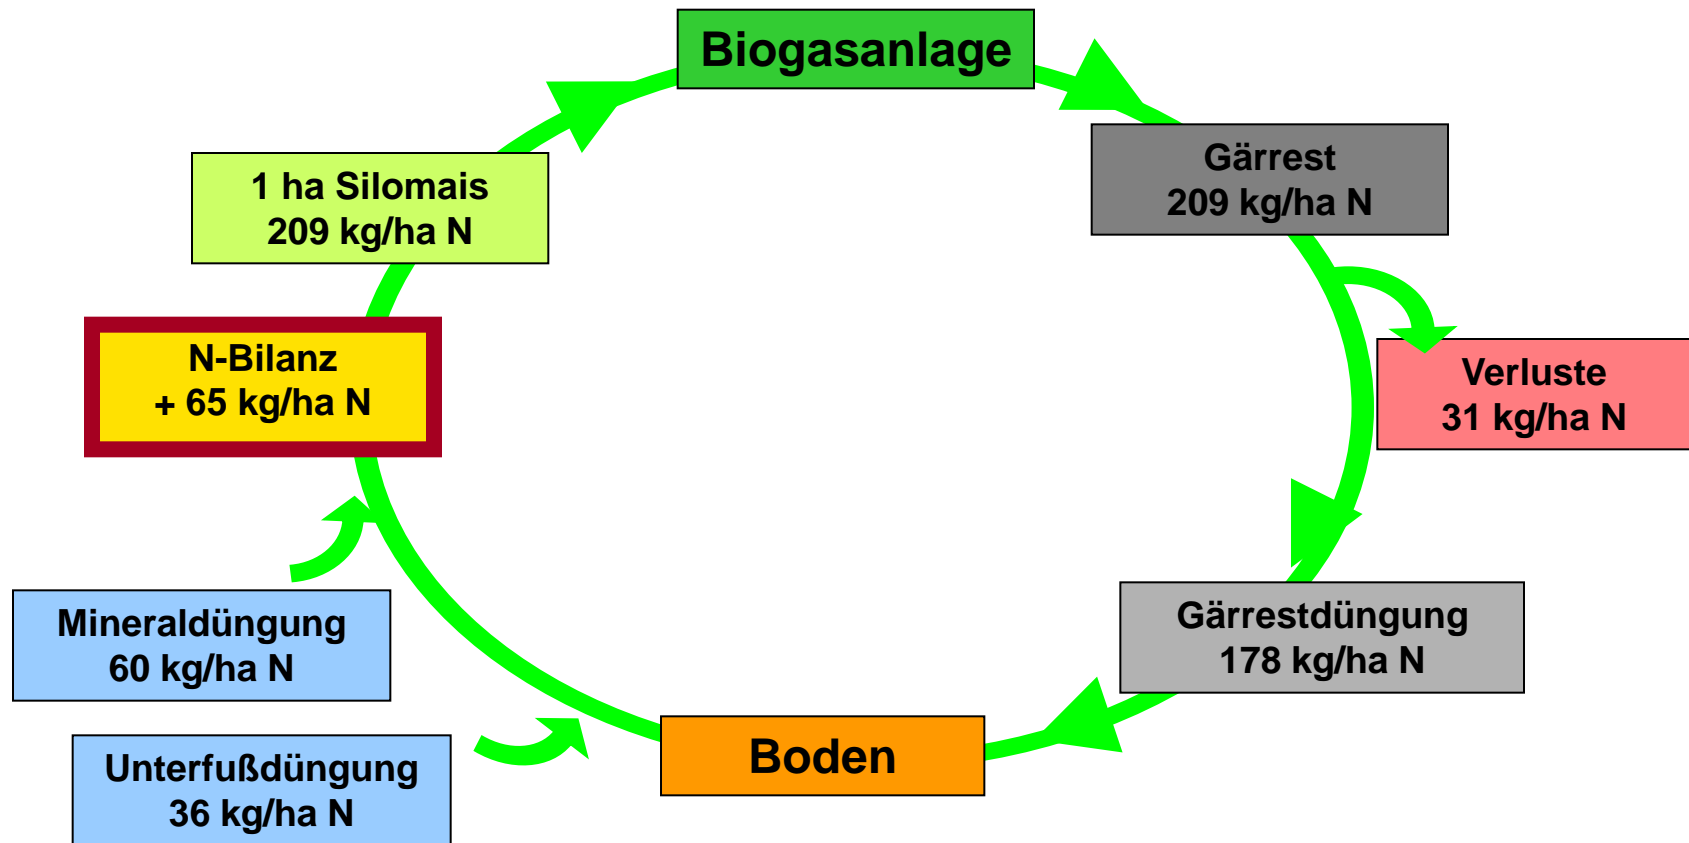 Biogasanlage
Gärrest
209 kg/ha N
1 ha Silomais
209 kg/ha N
N-Bilanz
+ 65 kg/ha N
Verluste
31 kg/ha N
Mineraldüngung
60 kg/ha N
Gärrestdüngung
178 kg/ha N
Unterfußdüngung
36 kg/ha N
Boden